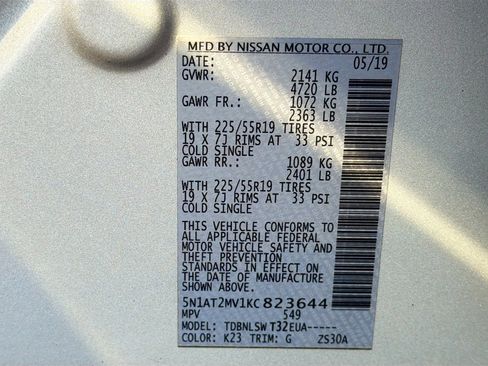 MFD BY NISSAN MOTOR CO., LTD.
DATE: 05/19
GVWR: 2141 KG
4720 LB
GAWR FR.: 1072 KG
2363 LB
WITH 225/55R19 TIRES
19 X 7J RIMS AT 33 PSI
COLD SINGLE
GAWR RR.: 1089 KG
2401 LB
WITH 225/55R19 TIRES
19 X 7J RIMS AT 33 PSI
COLD SINGLE
THIS VEHICLE CONFORMS TO
ALL APPLICABLE FEDERAL
MOTOR VEHICLE SAFETY AND
THEFT PREVENTION
STANDARDS IN EFFECT ON
THE DATE OF MANUFACTURE
5N1AT2MV1KC823644
MPV 549
MODEL: TDBNLSW T32EUA-----
COLOR: K23 TRIM: G ZS30A